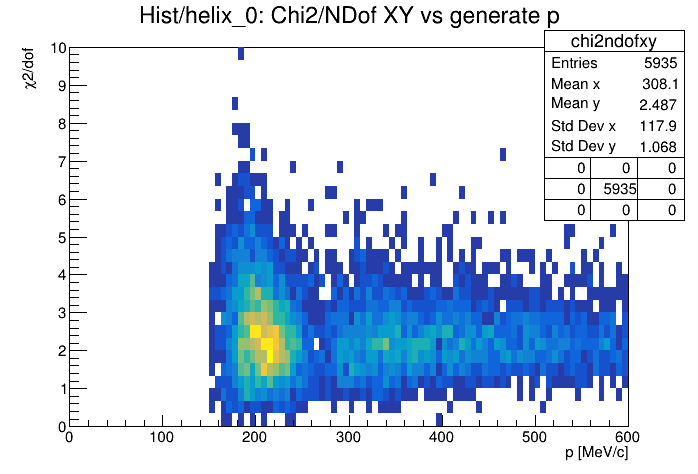 Hist/helix_0: Chi2/NDof XY vs generate p
chi2ndofxy
Entries 5935
Mean x 308.1
Mean y 2.487
Std Dev x 117.9
Std Dev y 1.068
0 0 0
0 5935 0
0 0 0
χ2/dof
10
9
8
7
6
5
4
3
2
1
0
0 100 200 300 400 500 600
p [MeV/c]